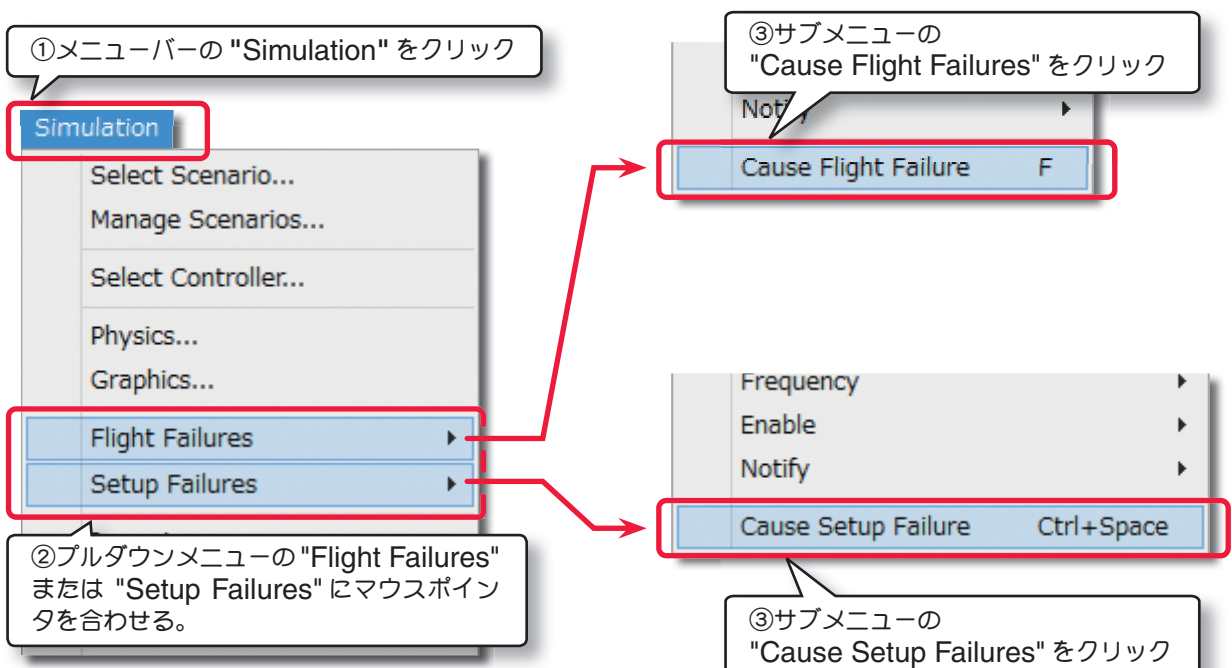 ①メニューバーの "Simulation" をクリック
Simulation
Select Scenario...
Manage Scenarios...
Select Controller...
Physics...
Graphics...
Flight Failures
Setup Failures
②プルダウンメニューの "Flight Failures"
または "Setup Failures" にマウスポイン
タを合わせる。
③サブメニューの
"Cause Flight Failures" をクリック
Notify
Cause Flight Failure F
Frequency
Enable
Notify
Cause Setup Failure Ctrl+Space
③サブメニューの
"Cause Setup Failures" をクリック